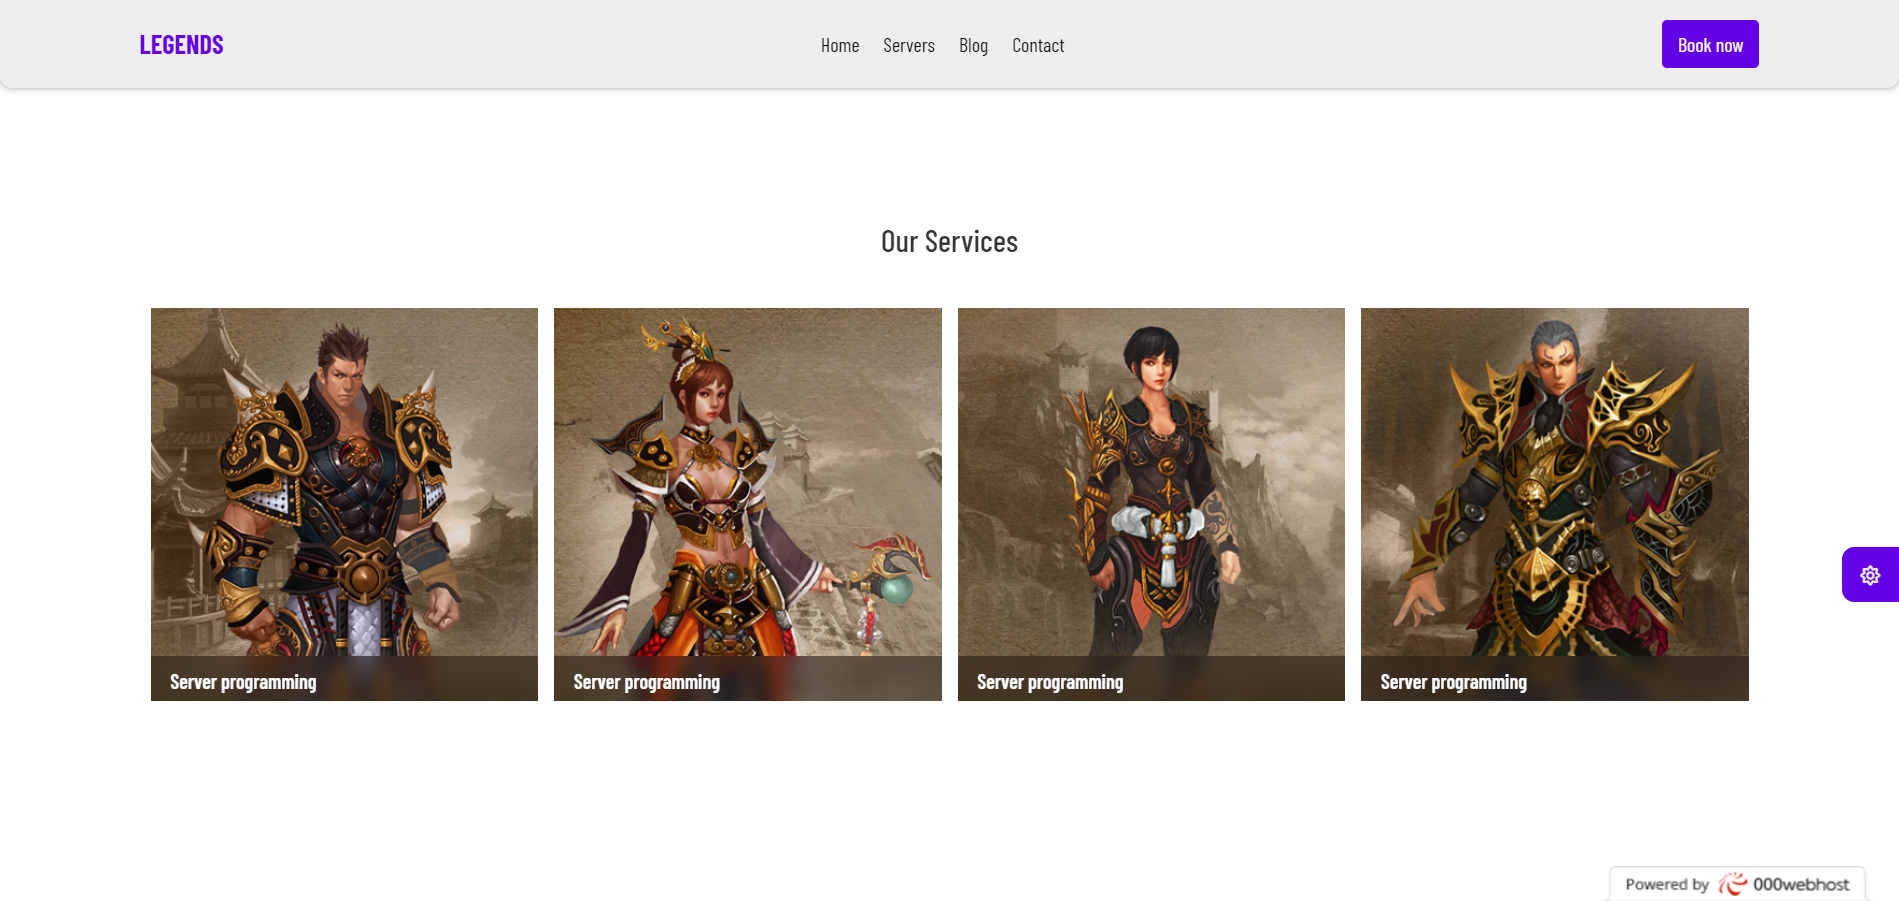 LEGENDS
Home Servers Blog Contact
Book now
Our Services
Server programming
Server programming
Server programming
Server programming
Powered by 000webhost